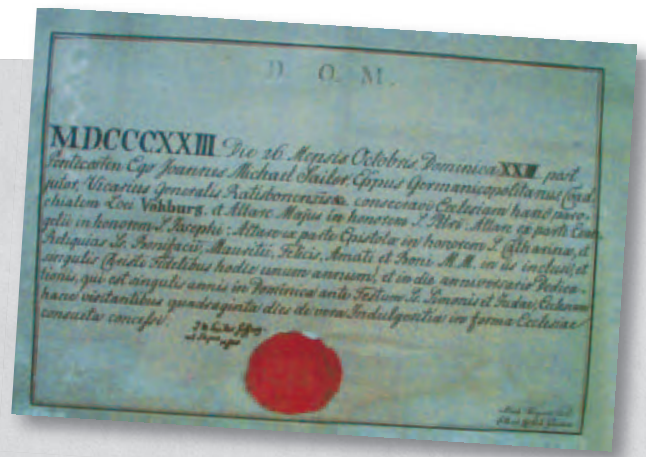 D. O. M.
MDCCCXXIII Die 26 Mensis Octobris Dominica XXIII post
Pentecosten Ego Joannes Michael Sailer, Eppus Germanicopolitanus Coad-
jutor, Vicarius Generalis Ratisbonensis consecravi Ecclesiam hanc paro-
chialem Loci Vohburg, et Altare Majus in honorem S. Petri: Altare ex parte Evan-
gelii in honorem S. Josephi: Altare ex parte Epistolae in honorem S. Catharinae, et
Reliquias S. Bonifacii, Mauritii, Felicis, Amati et Boni M.M. in iis inclusi, et
singulis Christi Fidelibus hodie unum annum, et in die anniversario Dedica-
tionis, qui est singulis annis in Dominica ante Festum S. Simonis et Judae, Ecclesiam
hanc visitantibus quadraginta dies de vera Indulgentia in forma Ecclesiae
consueta concessi.